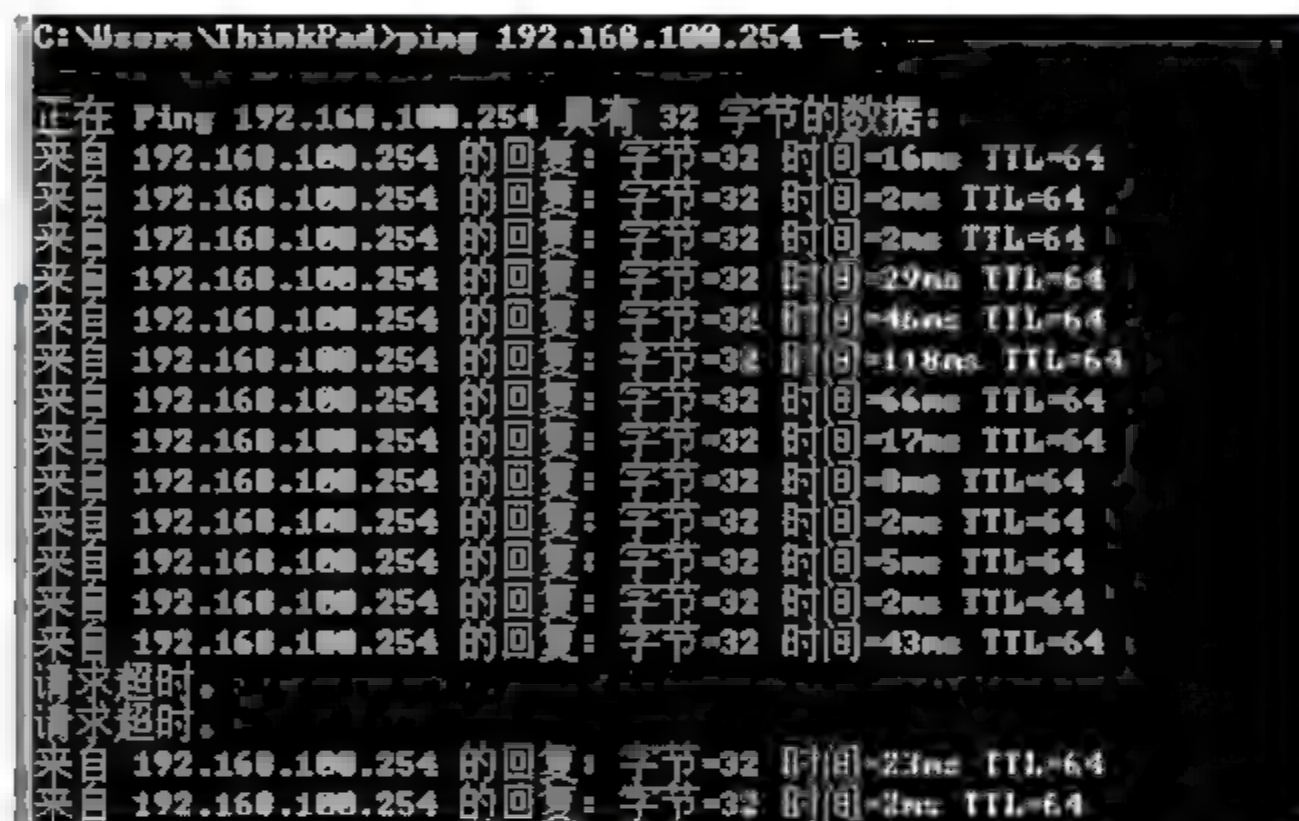 C:\Users\ThinkPad>ping 192.168.100.254 -t
正在 Ping 192.168.100.254 具有 32 字节的数据:
来自 192.168.100.254 的回复: 字节=32 时间=16ms TTL=64
来自 192.168.100.254 的回复: 字节=32 时间=2ms TTL=64
来自 192.168.100.254 的回复: 字节=32 时间=2ms TTL=64
来自 192.168.100.254 的回复: 字节=32 时间=29ms TTL=64
来自 192.168.100.254 的回复: 字节=32 时间=46ms TTL=64
来自 192.168.100.254 的回复: 字节=32 时间=118ms TTL=64
来自 192.168.100.254 的回复: 字节=32 时间=66ms TTL=64
来自 192.168.100.254 的回复: 字节=32 时间=17ms TTL=64
来自 192.168.100.254 的回复: 字节=32 时间=8ms TTL=64
来自 192.168.100.254 的回复: 字节=32 时间=2ms TTL=64
来自 192.168.100.254 的回复: 字节=32 时间=5ms TTL=64
来自 192.168.100.254 的回复: 字节=32 时间=2ms TTL=64
来自 192.168.100.254 的回复: 字节=32 时间=43ms TTL=64
请求超时。
请求超时。
来自 192.168.100.254 的回复: 字节=32 时间=23ms TTL=64
来自 192.168.100.254 的回复: 字节=32 TTL=64